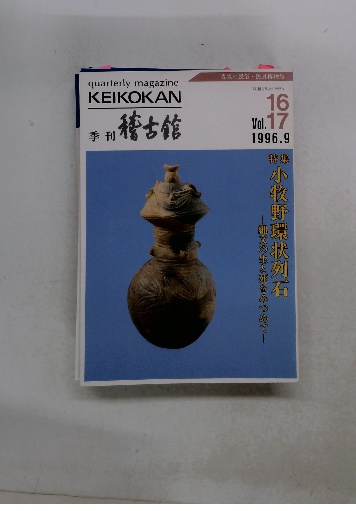 quarterly magazine
KEIKOKAN
季刊 稽古館
16
Vol.17
1996.9
特集
小牧野環状列石